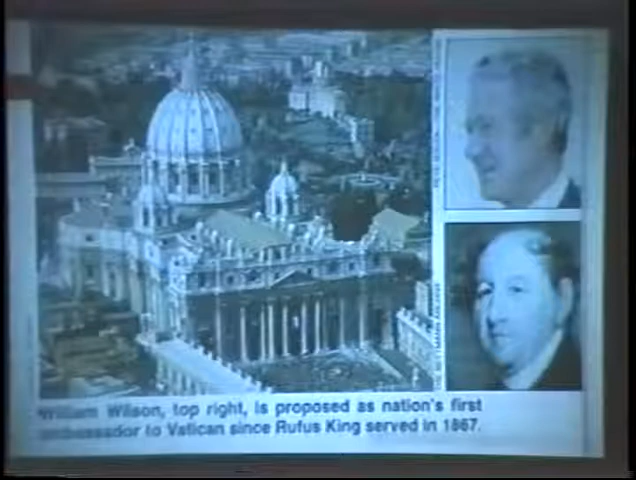 William Wilson, top right, is proposed as nation's first
ambassador to Vatican since Rufus King served in 1867.